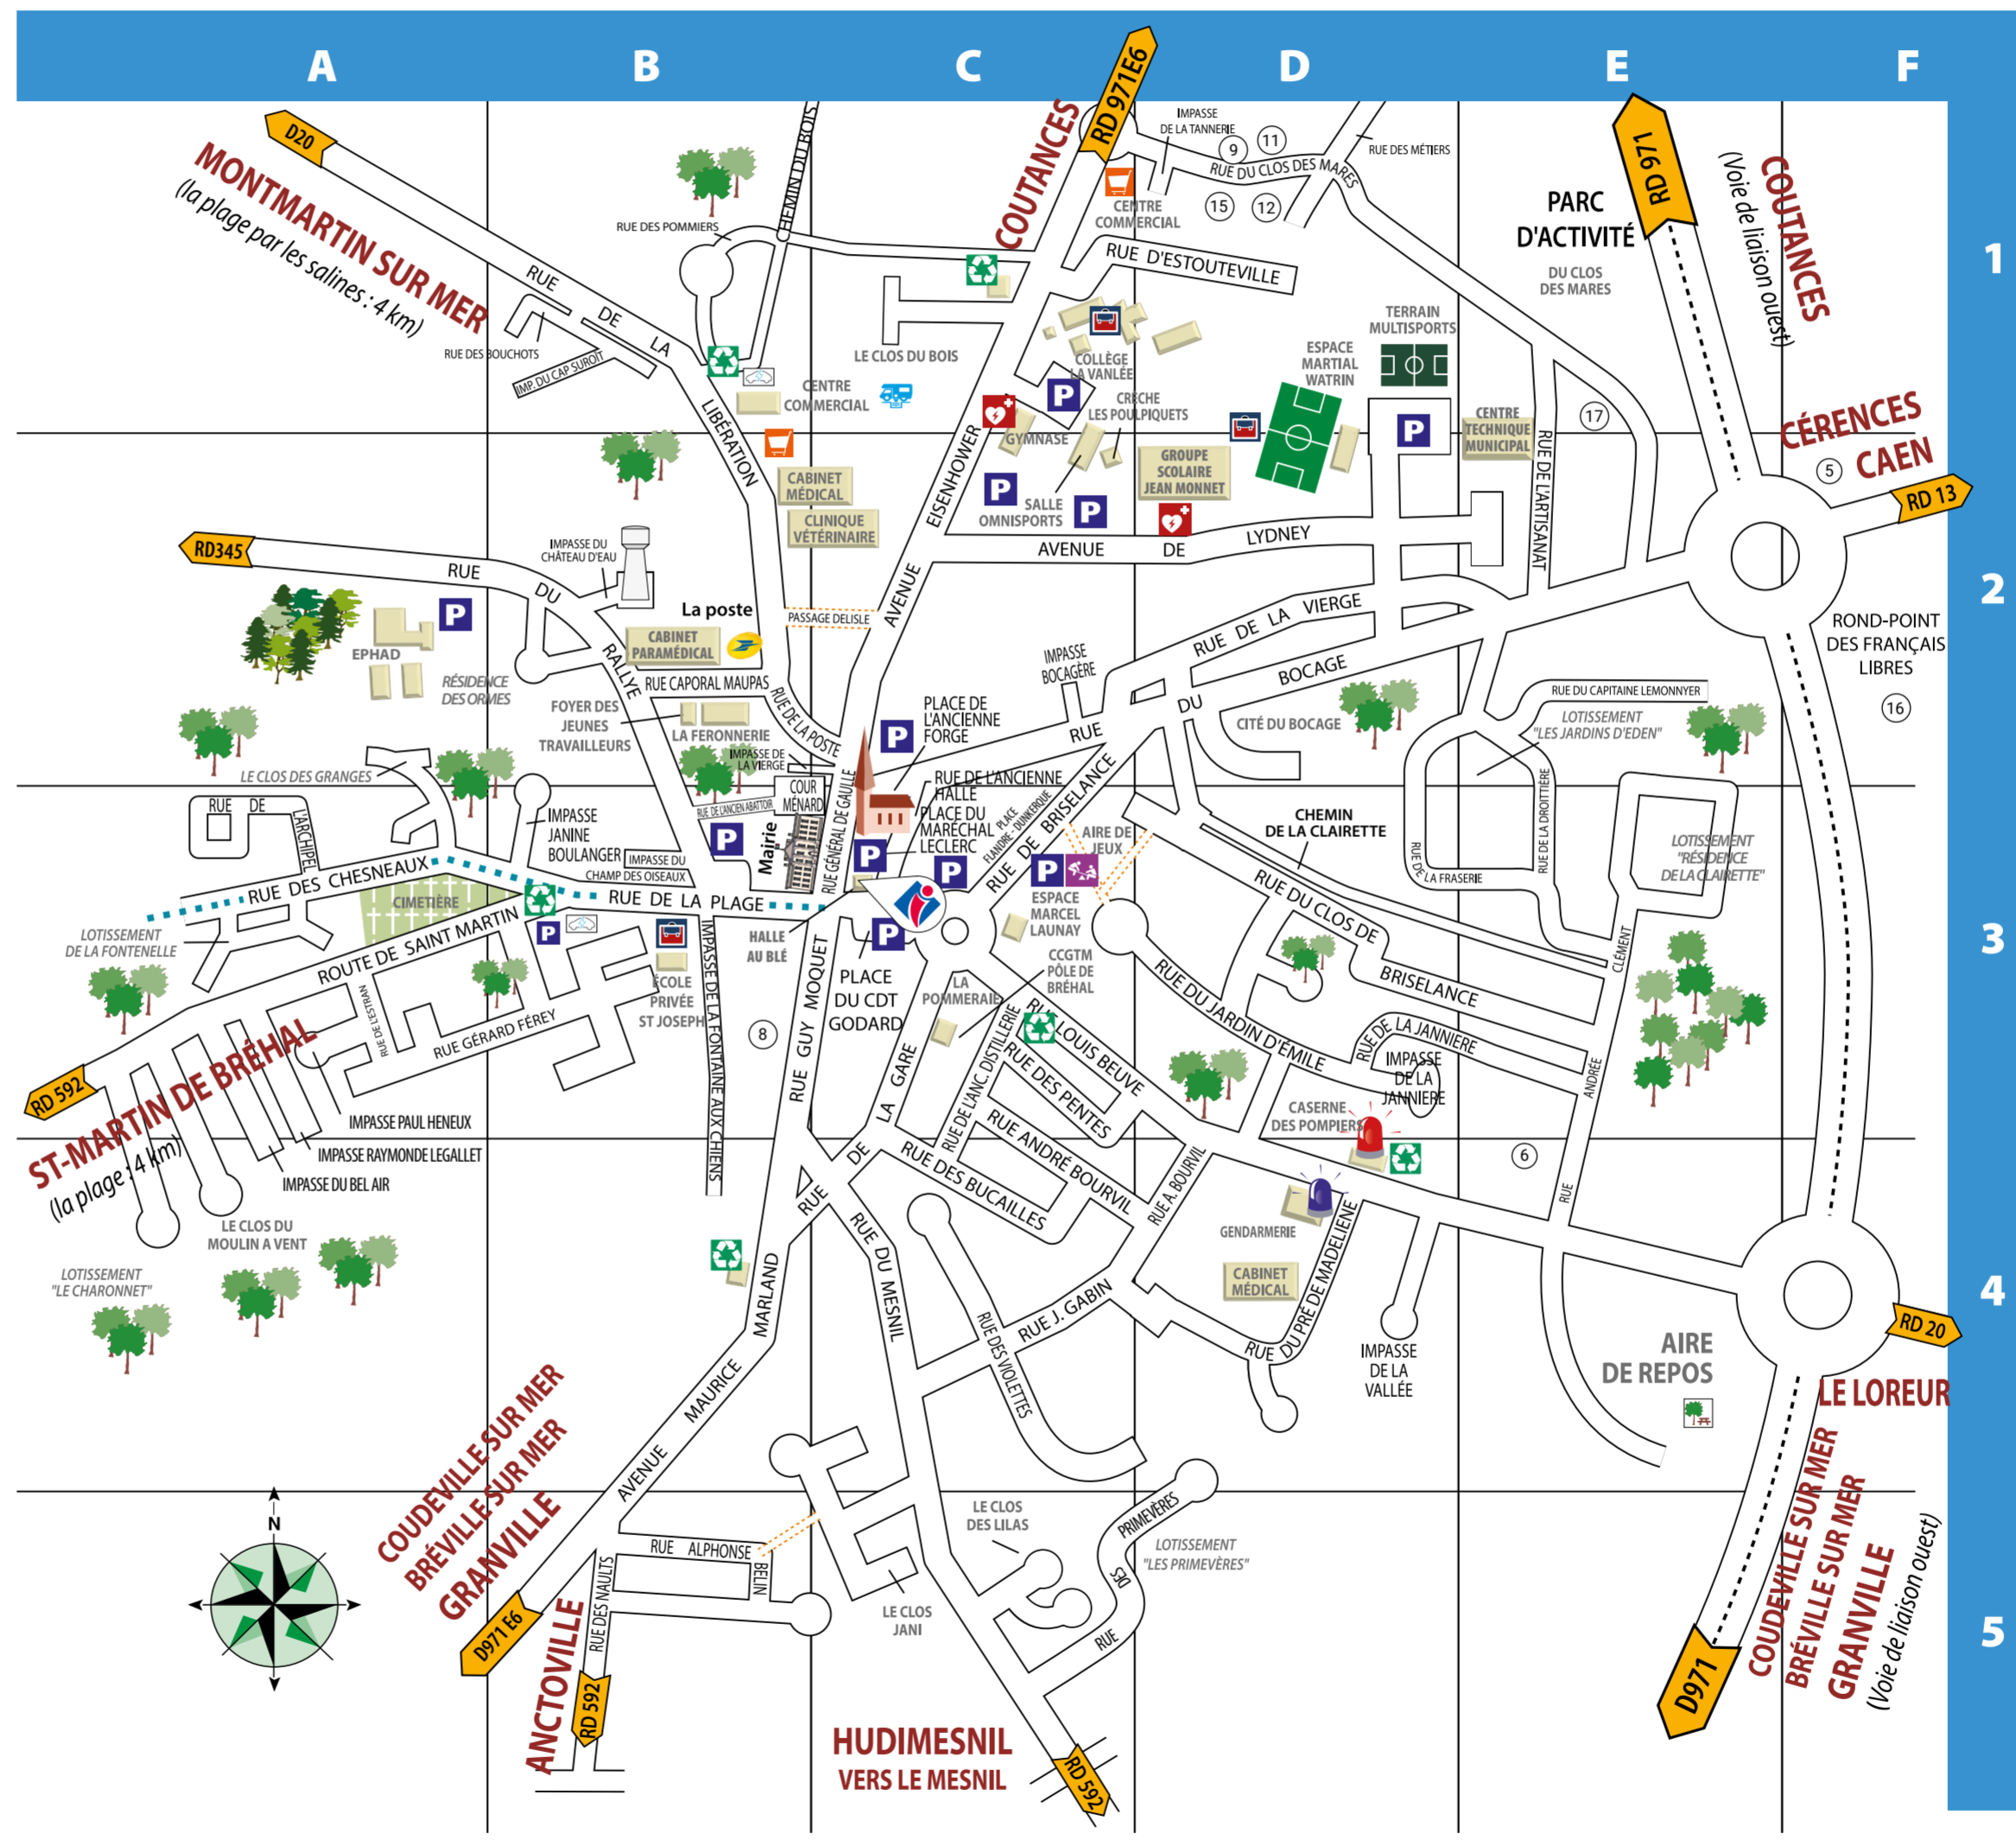 A
B
C
D
E
F
1
2
3
4
5
D20
MONTMARTIN SUR MER
(la plage par les salines : 4 km)
RUE DES POMMIERS
CHEMIN DU BOIS
COUTANCES
RD 971E6
IMPASSE
DE LA TANNERIE
9
11
RUE DES MÉTIERS
RUE DU CLOS DES MARES
15
12
CENTRE
COMMERCIAL
RUE D'ESTOUTEVILLE
PARC
D'ACTIVITÉ
DU CLOS
DES MARES
RD 971
COUTANCES
(Voie de liaison ouest)
RUE DE LA LIBÉRATION
RUE DES BOUCHOTS
IMP. DU CAP SUROÎT
LE CLOS DU BOIS
CENTRE
COMMERCIAL
COLLÈGE
LA VANLÉE
P
CRÈCHE
LES POULPIQUETS
GYMNASE
TERRAIN
MULTISPORTS
ESPACE
MARTIAL
WATRIN
P
CENTRE
TECHNIQUE
MUNICIPAL
17
RUE DE L'ARTISANAT
CÉRENCES
CAEN
5
RD 13
CABINET
MÉDICAL
CLINIQUE
VÉTÉRINAIRE
AVENUE EISENHOWER
P
SALLE
OMNISPORTS
P
GROUPE
SCOLAIRE
JEAN MONNET
AVENUE DE LYDNEY
RD345
RUE DU RALLYE
IMPASSE DU
CHÂTEAU D'EAU
P
EPHAD
RÉSIDENCE
DES ORMES
La poste
CABINET
PARAMÉDICAL
PASSAGE DELISLE
RUE CAPORAL MAUPAS
RUE DE LA POSTE
FOYER DES
JEUNES
TRAVAILLEURS
LA FERONNERIE
IMPASSE DE
LA VIERGE
IMPASSE
BOCAGÈRE
RUE DE LA VIERGE
RUE DU BOCAGE
CITÉ DU BOCAGE
ROND-POINT
DES FRANÇAIS
LIBRES
16
RUE DU CAPITAINE LEMONNYER
LOTISSEMENT
"LES JARDINS D'EDEN"
LE CLOS DES GRANGES
P
PLACE DE
L'ANCIENNE
FORGE
RUE DE L'ANCIENNE
HALLE
PLACE DU
MARÉCHAL
LECLERC
PLACE
FLANDRE - DUNKERQUE
RUE DE BRISELANCE
AIRE DE
JEUX
RUE DE L'ARCHIPEL
IMPASSE
JANINE
BOULANGER
RUE DE L'ANCIEN ABATTOIR
COUR
MÉNARD
P
Mairie
RUE GÉNÉRAL DE GAULLE
IMPASSE DU
CHAMP DES OISEAUX
P
P
P
ESPACE
MARCEL
LAUNAY
CHEMIN
DE LA CLAIRETTE
RUE DE LA FRASERIE
RUE DE LA DROITTIÈRE
LOTISSEMENT
"RÉSIDENCE
DE LA CLAIRETTE"
RUE DES CHESNEAUX
CIMETIÈRE
RUE DE LA PLAGE
ROUTE DE SAINT MARTIN
LOTISSEMENT
DE LA FONTENELLE
P
ÉCOLE
PRIVÉE
ST JOSEPH
IMPASSE DE LA FONTAINE AUX CHIENS
HALLE
AU BLÉ
P
PLACE
DU CDT
GODARD
LA
POMMERAIE
CCGTM
PÔLE DE
BRÉHAL
RUE DU CLOS DE BRISELANCE
RUE DU JARDIN D'ÉMILE
RUE DE LA JANNIERE
IMPASSE
DE LA
JANNIERE
RUE ANDRÉE CLÉMENT
RUE DE L'ESTRAN
RUE GÉRARD FÉREY
8
RUE GUY MOQUET
RUE DE LA GARE
RUE DE L'ANC. DISTILLERIE
RUE LOUIS BEUVE
RUE DES PENTES
RUE ANDRÉ BOURVIL
RUE DES BUCAILLES
RUE A. BOURVIL
CASERNE
DES POMPIERS
6
RD 592
ST-MARTIN DE BRÉHAL
(la plage : 4 km)
IMPASSE PAUL HENEUX
IMPASSE RAYMONDE LEGALLET
IMPASSE DU BEL AIR
LE CLOS DU
MOULIN A VENT
LOTISSEMENT
"LE CHARONNET"
GENDARMERIE
CABINET
MÉDICAL
RUE DU PRÉ DE MADELIENE
IMPASSE
DE LA
VALLÉE
AIRE
DE REPOS
RD 20
LE LOREUR
AVENUE MAURICE MARLAND
RUE DU MESNIL
RUE DES VIOLETTES
RUE J. GABIN
COUDEVILLE SUR MER
BRÉVILLE SUR MER
GRANVILLE
D971 E6
N
RUE ALPHONSE BELIN
RUE DES NAULTS
ANCTOVILLE
RD 592
LE CLOS
DES LILAS
LE CLOS
JANI
RUE DES PRIMEVÈRES
LOTISSEMENT
"LES PRIMEVÈRES"
HUDIMESNIL
VERS LE MESNIL
RD 592
COUDEVILLE SUR MER
BRÉVILLE SUR MER
GRANVILLE
(Voie de liaison ouest)
D971